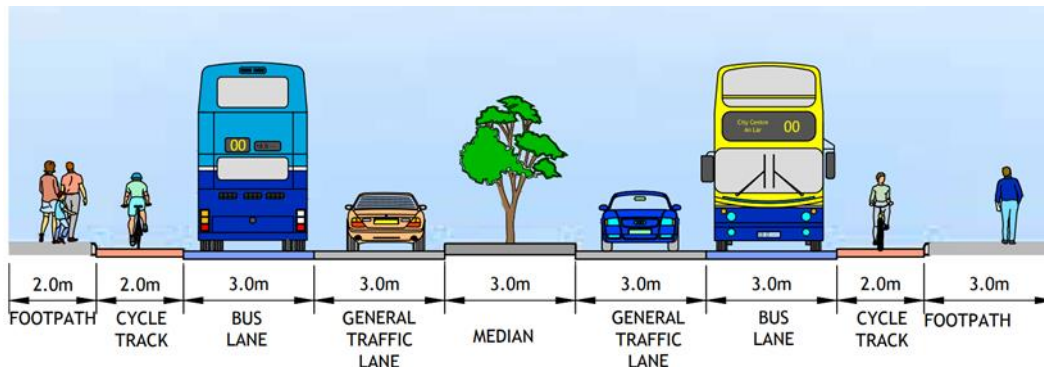 00
City Centre
An Lar
00
2.0m
2.0m
3.0m
3.0m
3.0m
3.0m
3.0m
2.0m
3.0m
FOOTPATH
CYCLE
TRACK
BUS
LANE
GENERAL
TRAFFIC
LANE
MEDIAN
GENERAL
TRAFFIC
LANE
BUS
LANE
CYCLE
TRACK
FOOTPATH